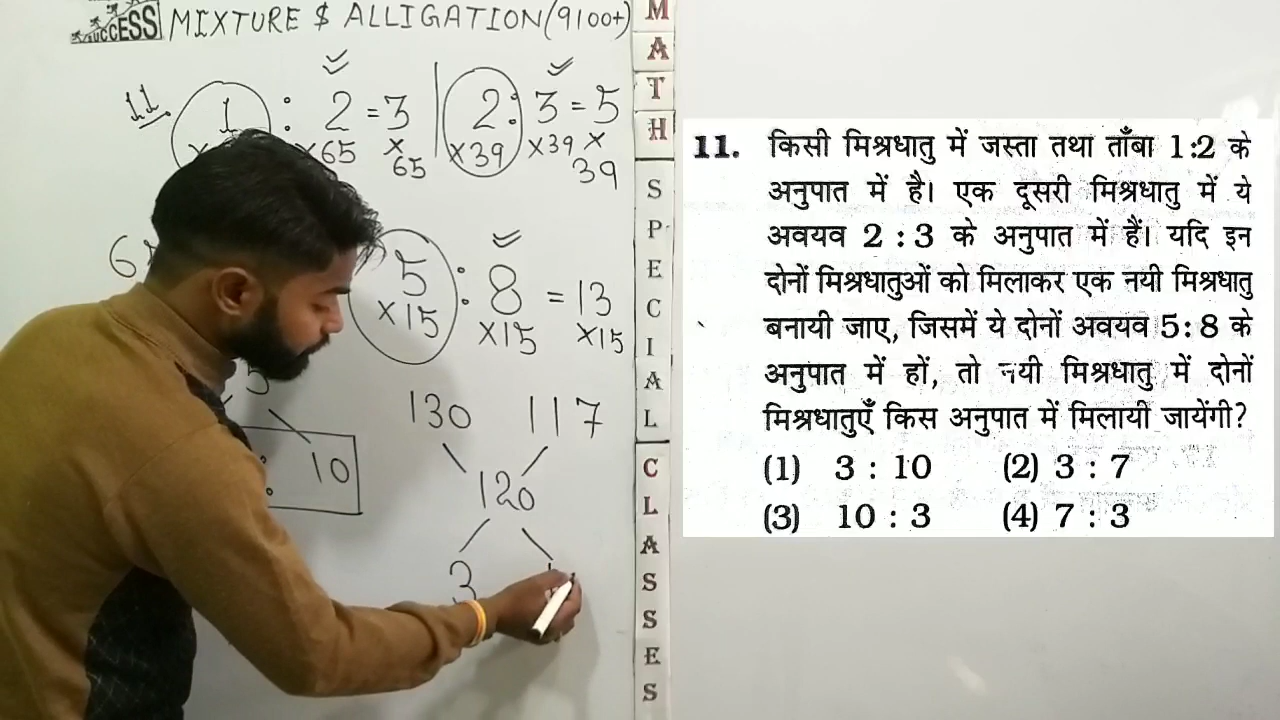 SUCCESS MIXTURE $ ALLIGATION (9100+)
11. 1 : 2 = 3 | 2 : 3 = 5
×65 × ×39 ×39 ×
65 39
5 : 8 = 13
×15 ×15 ×15
130 117
10
120
3
MATH SPECIAL CLASSES
11. किसी मिश्रधातु में जस्ता तथा ताँबा 1:2 के
अनुपात में है। एक दूसरी मिश्रधातु में ये
अवयव 2 : 3 के अनुपात में हैं। यदि इन
दोनों मिश्रधातुओं को मिलाकर एक नयी मिश्रधातु
बनायी जाए, जिसमें ये दोनों अवयव 5:8 के
अनुपात में हों, तो नयी मिश्रधातु में दोनों
मिश्रधातुएँ किस अनुपात में मिलायी जायेंगी?
(1) 3 : 10 (2) 3 : 7
(3) 10 : 3 (4) 7 : 3